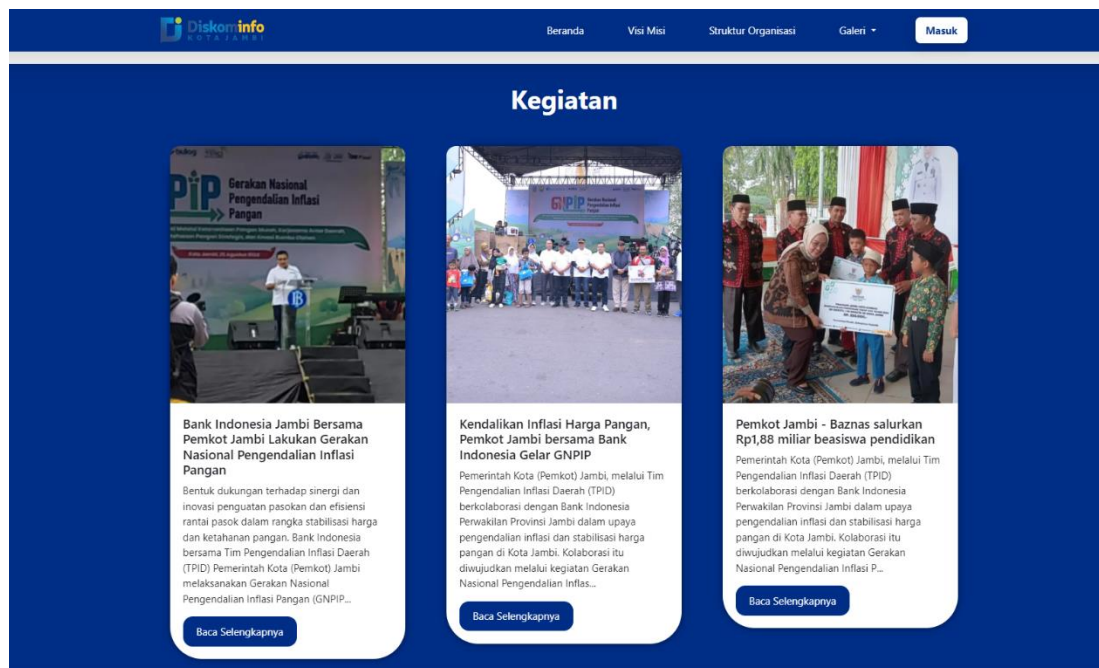 Diskominfo
KOTA JAMBI
Beranda
Visi Misi
Struktur Organisasi
Galeri
Masuk
Kegiatan
Gerakan Nasional
Pengendalian Inflasi
Pangan
GNPIP
Bank Indonesia Jambi Bersama
Pemkot Jambi Lakukan Gerakan
Nasional Pengendalian Inflasi
Pangan
Bentuk dukungan terhadap sinergi dan
inovasi penguatan pasokan dan efisiensi
rantai pasok dalam rangka stabilisasi harga
dan ketahanan pangan. Bank Indonesia
bersama Tim Pengendalian Inflasi Daerah
(TPID) Pemerintah Kota (Pemkot) Jambi
melaksanakan Gerakan Nasional
Pengendalian Inflasi Pangan (GNPIP...
Baca Selengkapnya
Kendalikan Inflasi Harga Pangan,
Pemkot Jambi bersama Bank
Indonesia Gelar GNPIP
Pemerintah Kota (Pemkot) Jambi, melalui Tim
Pengendalian Inflasi Daerah (TPID)
berkolaborasi dengan Bank Indonesia
Perwakilan Provinsi Jambi dalam upaya
pengendalian inflasi dan stabilisasi harga
pangan di Kota Jambi. Kolaborasi itu
diwujudkan melalui kegiatan Gerakan
Nasional Pengendalian Inflas...
Baca Selengkapnya
Pemkot Jambi - Baznas salurkan
Rp1,88 miliar beasiswa pendidikan
Pemerintah Kota (Pemkot) Jambi, melalui Tim
Pengendalian Inflasi Daerah (TPID)
berkolaborasi dengan Bank Indonesia
Perwakilan Provinsi Jambi dalam upaya
pengendalian inflasi dan stabilisasi harga
pangan di Kota Jambi. Kolaborasi itu
diwujudkan melalui kegiatan Gerakan
Nasional Pengendalian Inflasi P...
Baca Selengkapnya